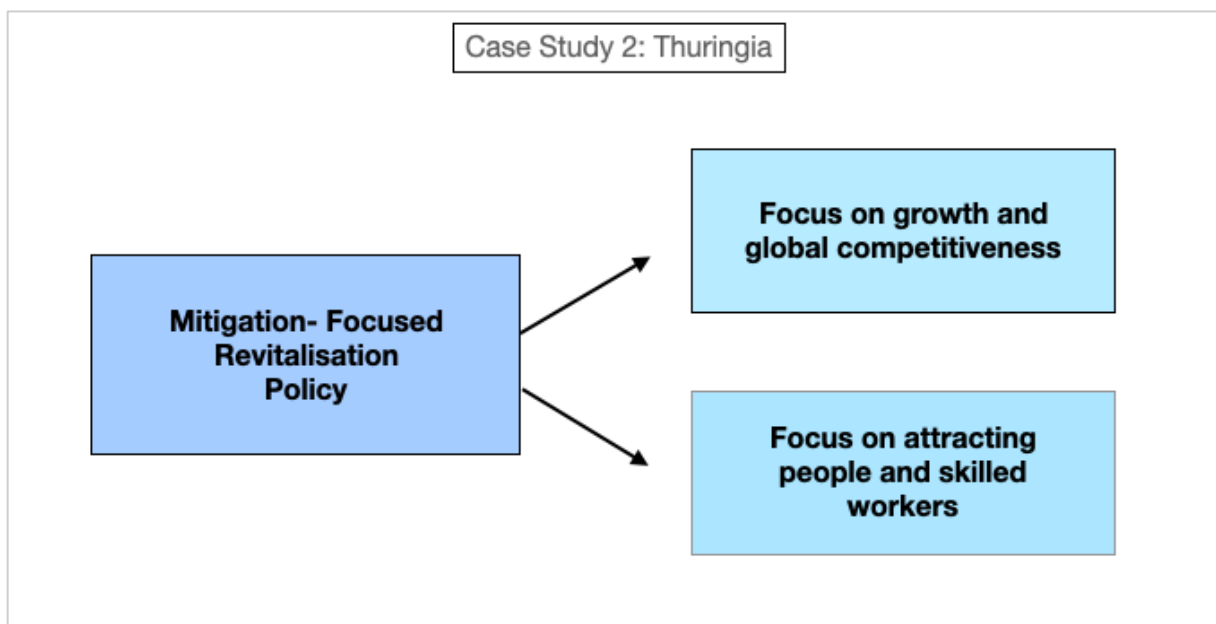 Case Study 2: Thuringia
Mitigation- Focused
Revitalisation
Policy
Focus on growth and
global competitiveness
Focus on attracting
people and skilled
workers